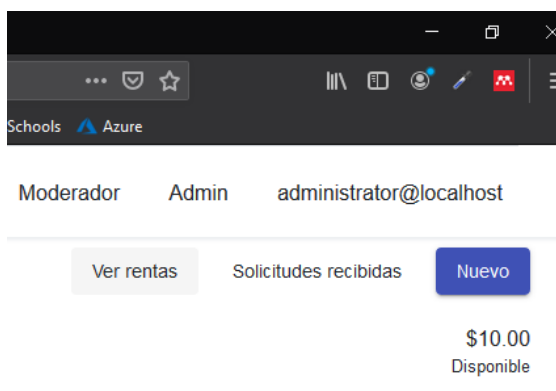 Schools Azure
Moderador Admin administrator@localhost
Ver rentas Solicitudes recibidas Nuevo
$10.00
Disponible